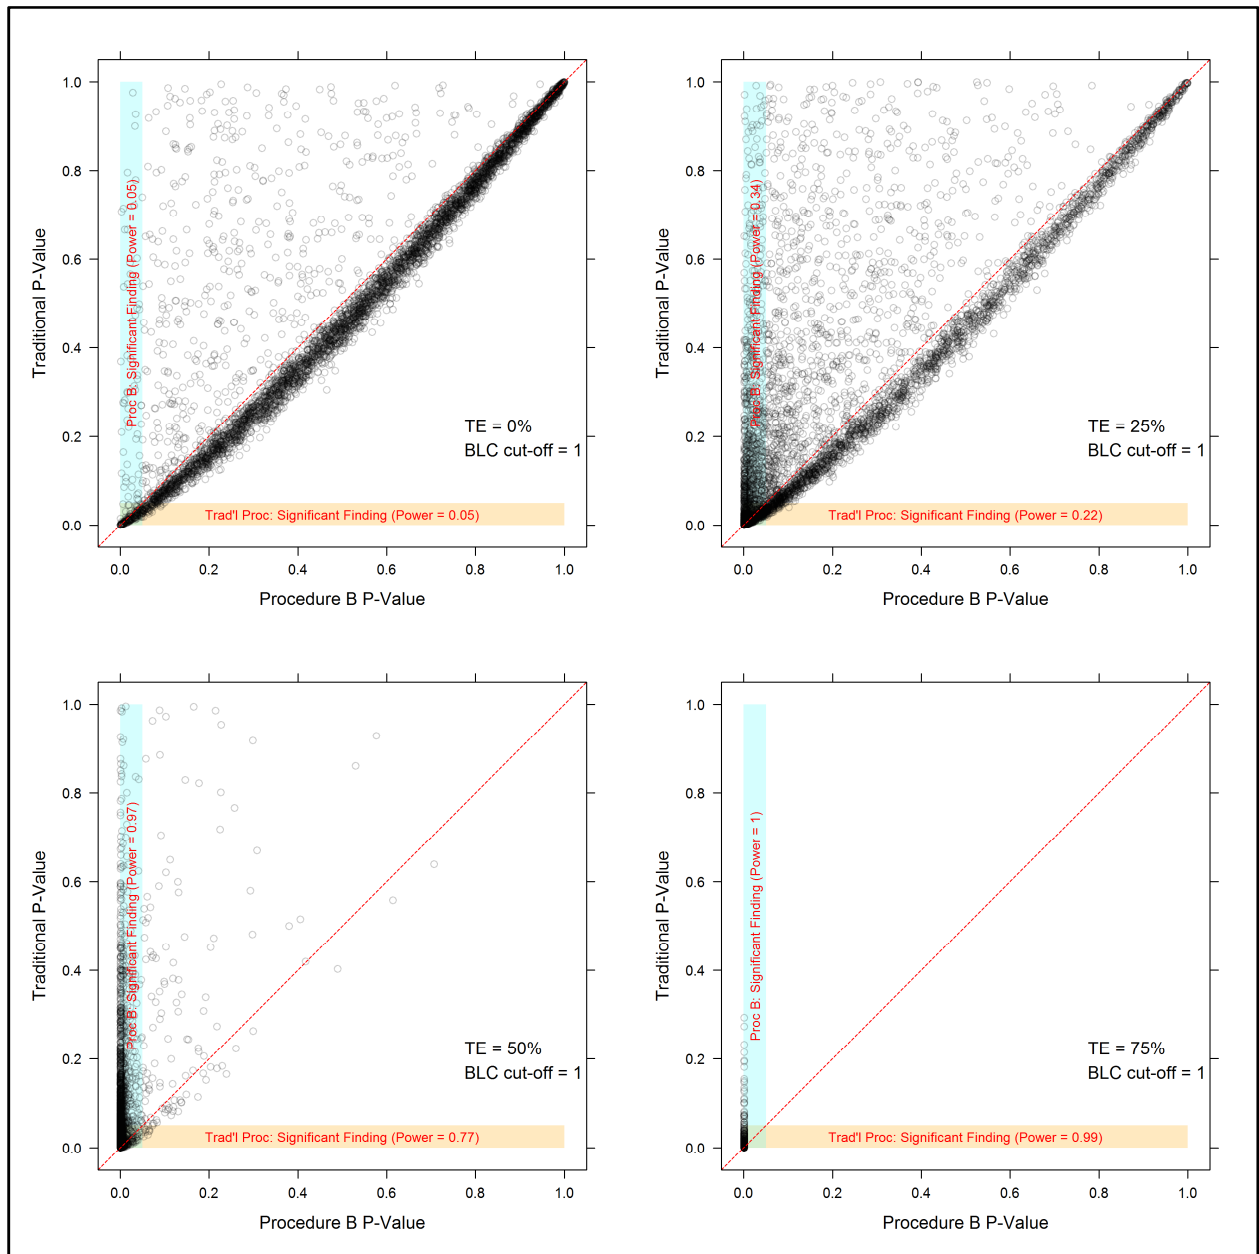 1.0
0.8
0.6
0.4
0.2
0.0
Traditional P-Value
Proc B: Significant Finding (Power = 0.05)
TE = 0%
BLC cut-off = 1
Trad'l Proc: Significant Finding (Power = 0.05)
0.0 0.2 0.4 0.6 0.8 1.0
Procedure B P-Value
1.0
0.8
0.6
0.4
0.2
0.0
Traditional P-Value
Proc B: Significant Finding (Power = 0.34)
TE = 25%
BLC cut-off = 1
Trad'l Proc: Significant Finding (Power = 0.22)
0.0 0.2 0.4 0.6 0.8 1.0
Procedure B P-Value
1.0
0.8
0.6
0.4
0.2
0.0
Traditional P-Value
Proc B: Significant Finding (Power = 0.97)
TE = 50%
BLC cut-off = 1
Trad'l Proc: Significant Finding (Power = 0.77)
0.0 0.2 0.4 0.6 0.8 1.0
Procedure B P-Value
1.0
0.8
0.6
0.4
0.2
0.0
Traditional P-Value
Proc B: Significant Finding (Power = 1)
TE = 75%
BLC cut-off = 1
Trad'l Proc: Significant Finding (Power = 0.99)
0.0 0.2 0.4 0.6 0.8 1.0
Procedure B P-Value